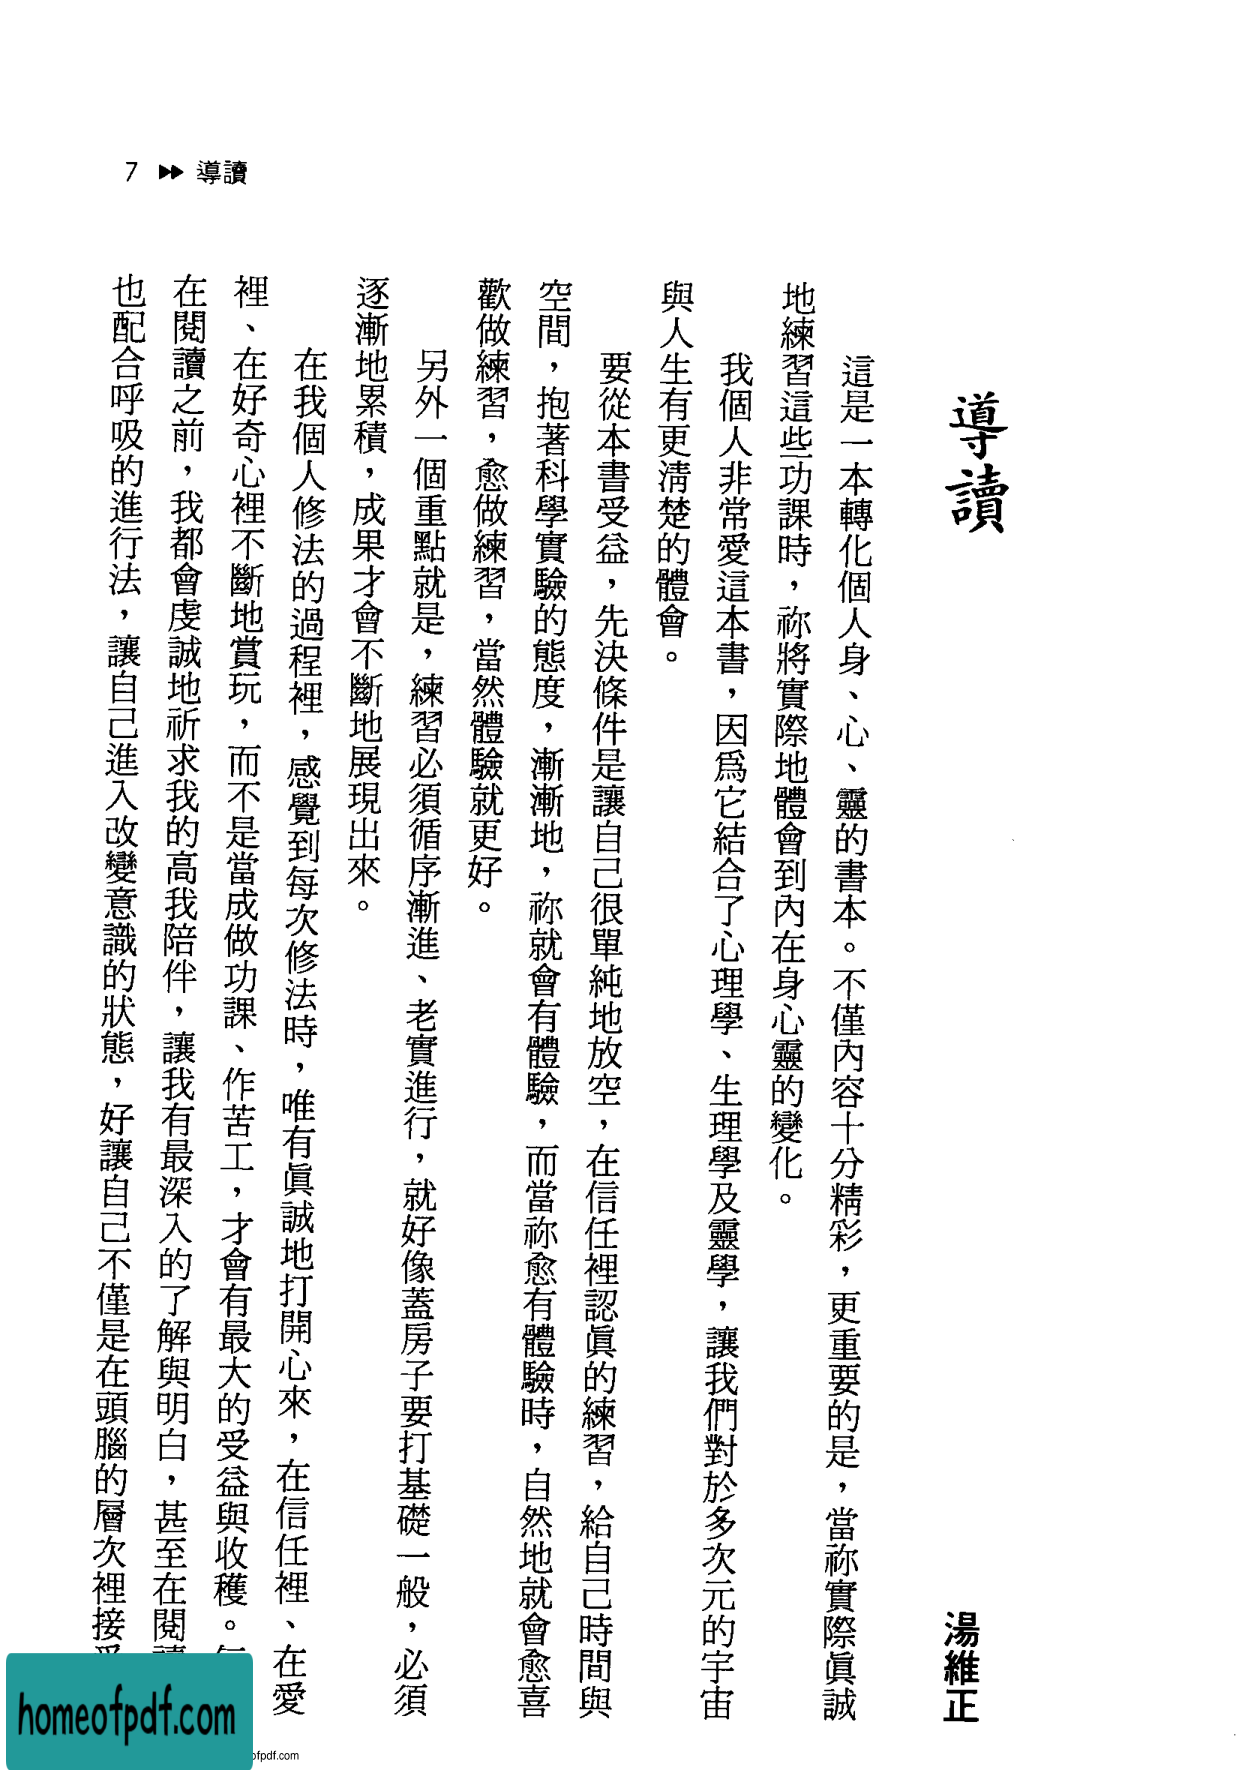 7 ▶▶ 導讀
導讀
湯維正
這是一本轉化個人身、心、靈的書本。不僅內容十分精彩，更重要的是，當祢實際眞誠
地練習這些功課時，祢將實際地體會到內在身心靈的變化。
我個人非常愛這本書，因爲它結合了心理學、生理學及靈學，讓我們對於多次元的宇宙
與人生有更淸楚的體會。
要從本書受益，先決條件是讓自己很單純地放空，在信任裡認眞的練習，給自己時間與
空間，抱著科學實驗的態度，漸漸地，祢就會有體驗，而當祢愈有體驗時，自然地就會愈喜
歡做練習，愈做練習，當然體驗就更好。
另外一個重點就是，練習必須循序漸進、老實進行，就好像蓋房子要打基礎一般，必須
逐漸地累積，成果才會不斷地展現出來。
在我個人修法的過程裡，感覺到每次修法時，唯有眞誠地打開心來，在信任裡、在愛
裡、在好奇心裡不斷地賞玩，而不是當成做功課、作苦工，才會有最大的受益與收穫。
在閱讀之前，我都會虔誠地祈求我的高我陪伴，讓我有最深入的了解與明白，甚至在閱
也配合呼吸的進行法，讓自己進入改變意識的狀態，好讓自己不僅是在頭腦的層次裡接
homeofpdf.com
ofpdf.com